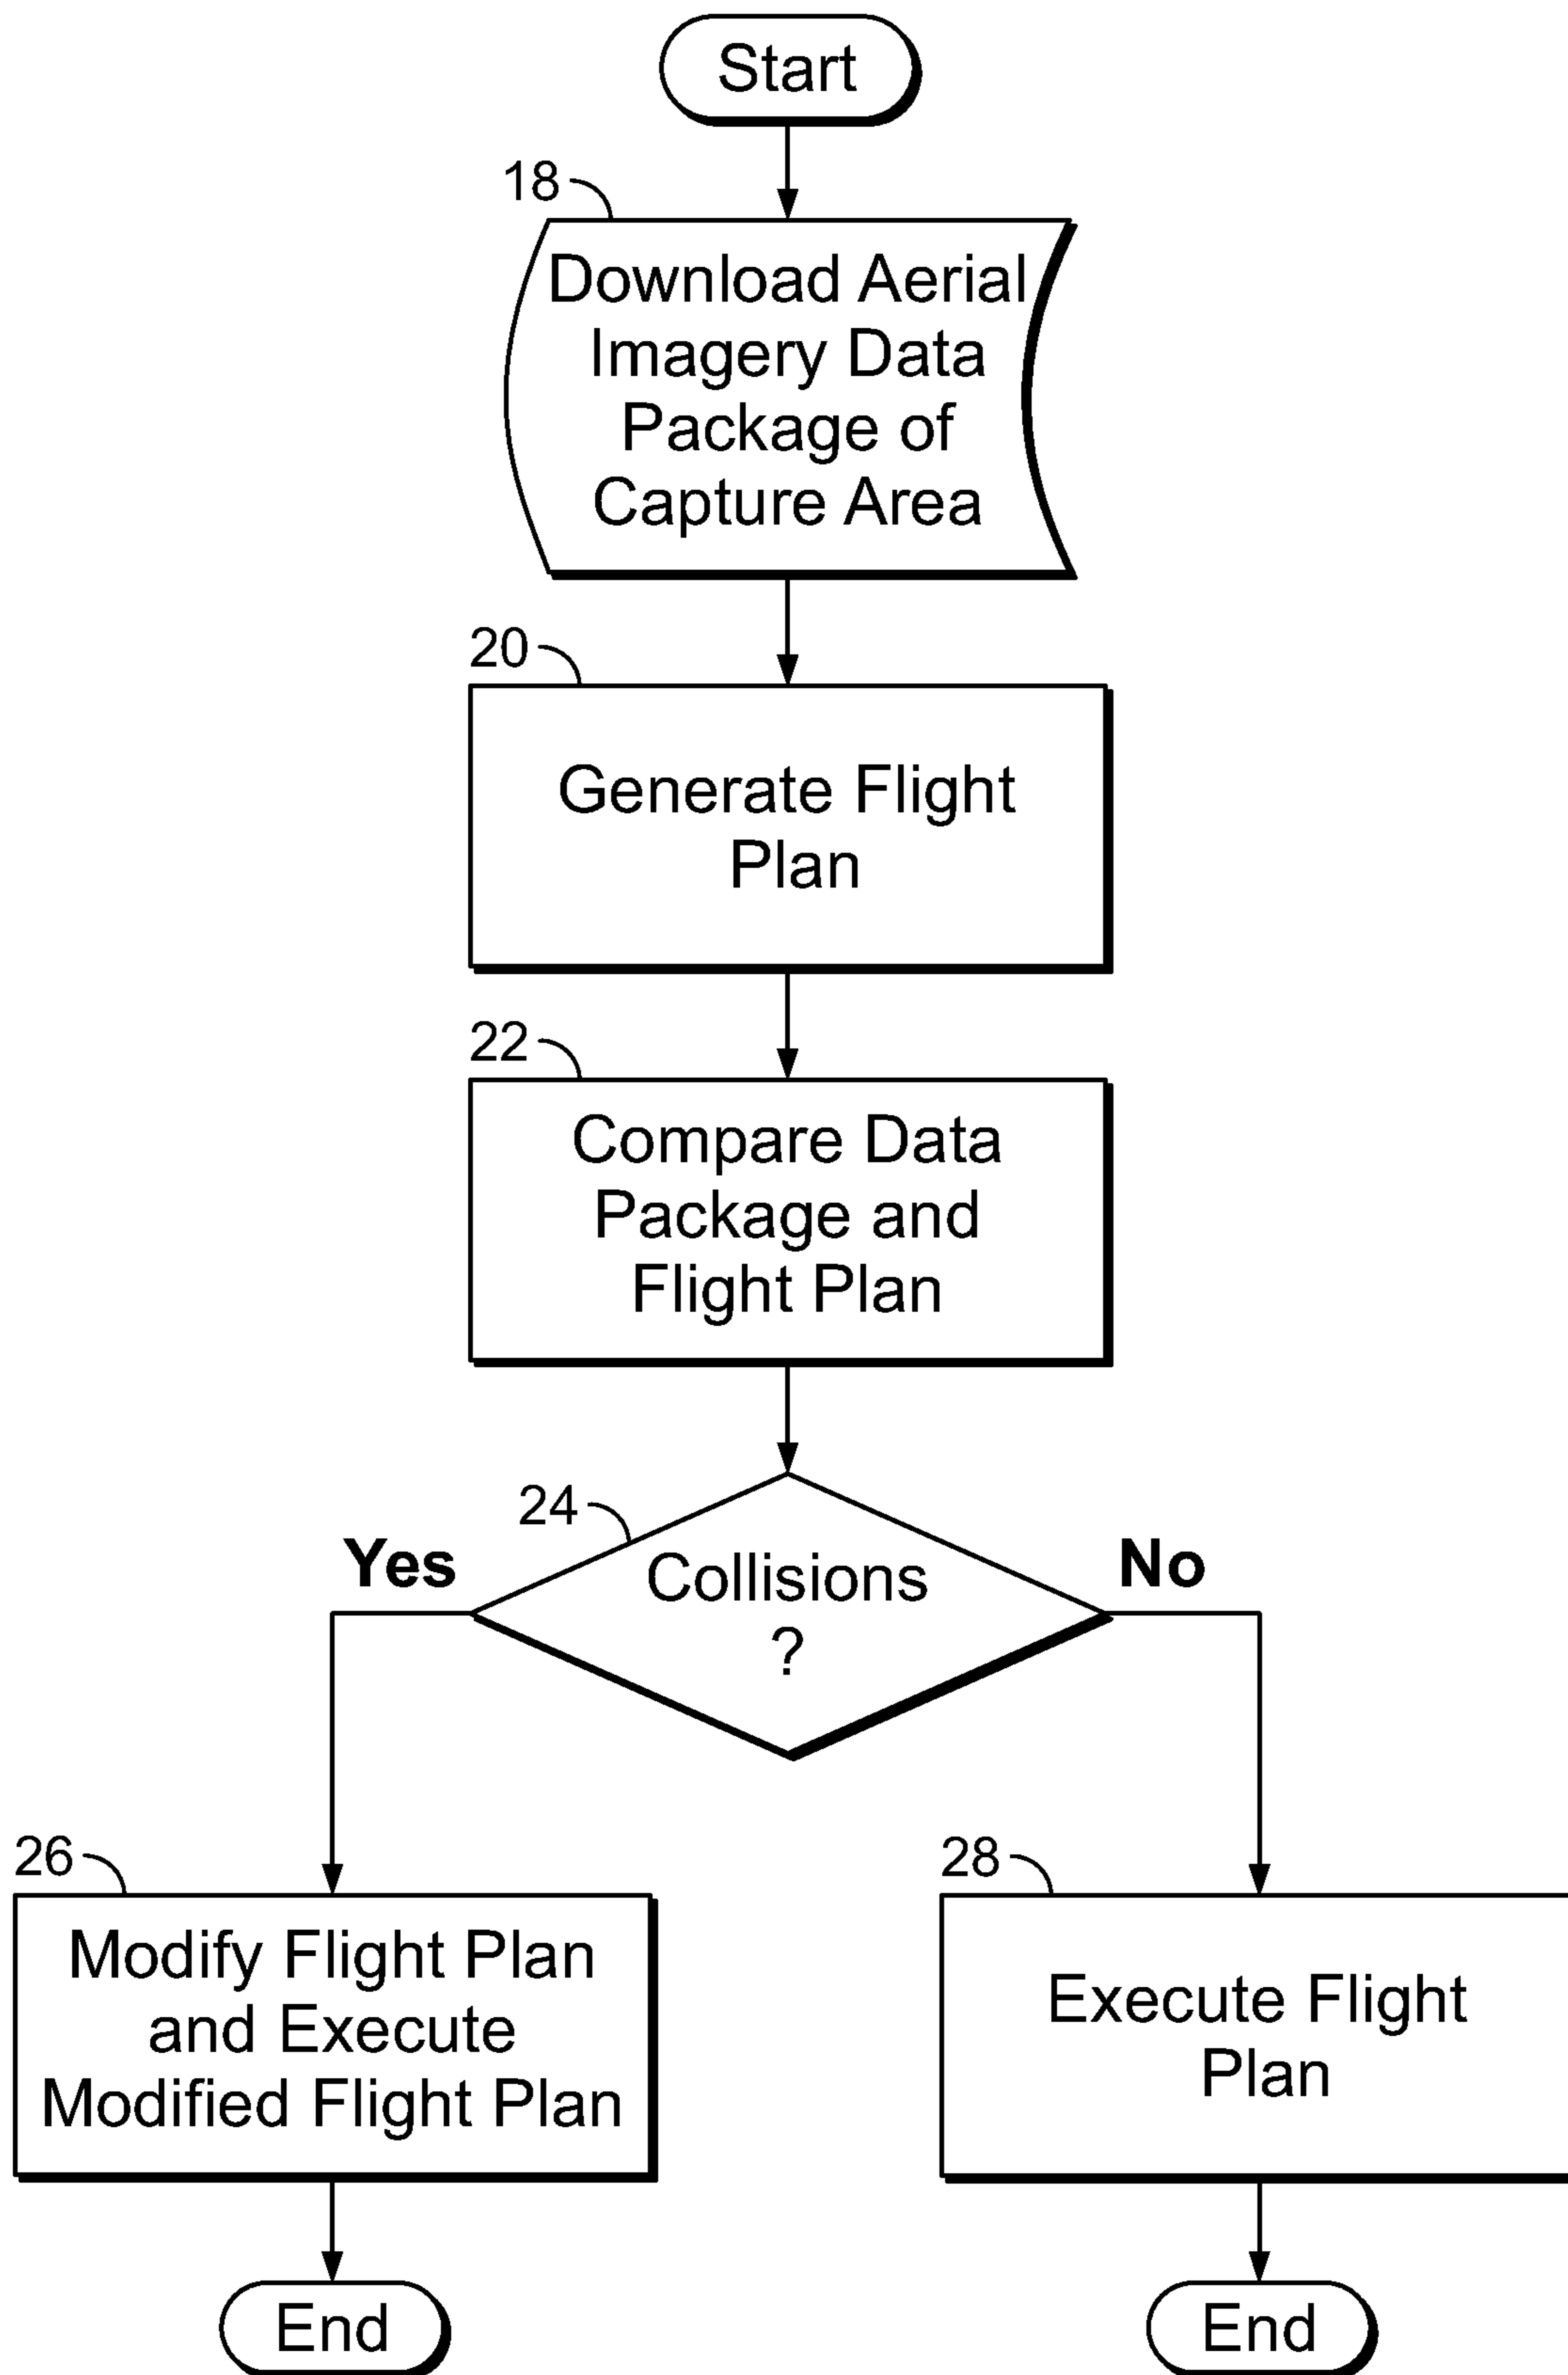 Start
18
Download Aerial
Imagery Data
Package of
Capture Area
20
Generate Flight
Plan
22
Compare Data
Package and
Flight Plan
24
Collisions
?
Yes
No
26
Modify Flight Plan
and Execute
Modified Flight Plan
End
28
Execute Flight
Plan
End